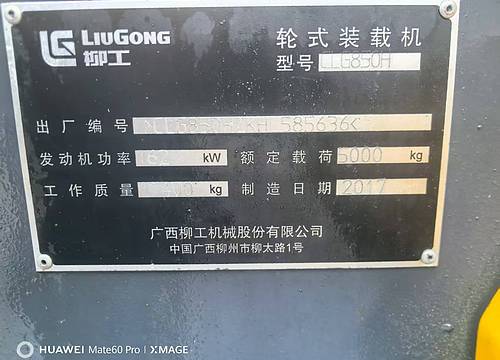 LIUGONG
柳工
轮式装载机
型号 CLG850H
出厂编号
发动机功率 162 kW 额定载荷 5000 kg
工作质量 kg 制造日期 2017
广西柳工机械股份有限公司
中国广西柳州市柳太路1号
HUAWEI Mate60 Pro | XMAGE